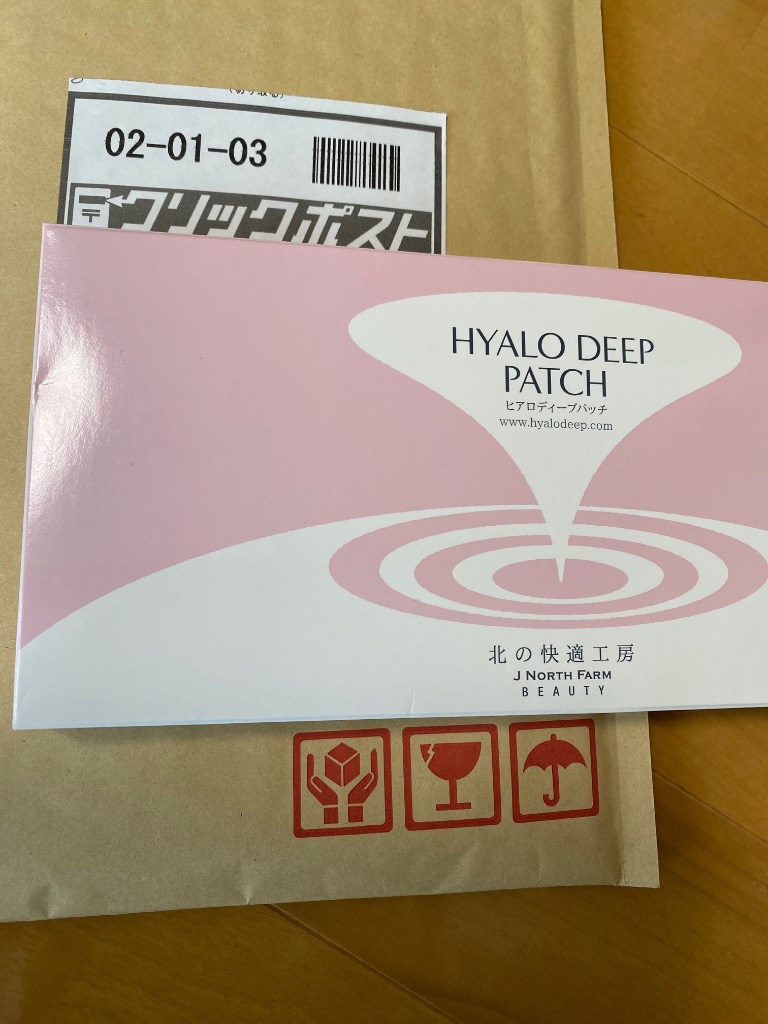 02-01-03
クリックポスト
HYALO DEEP
PATCH
ヒアロディープパッチ
www.hyalodeep.com
北の快適工房
J NORTH FARM
BEAUTY